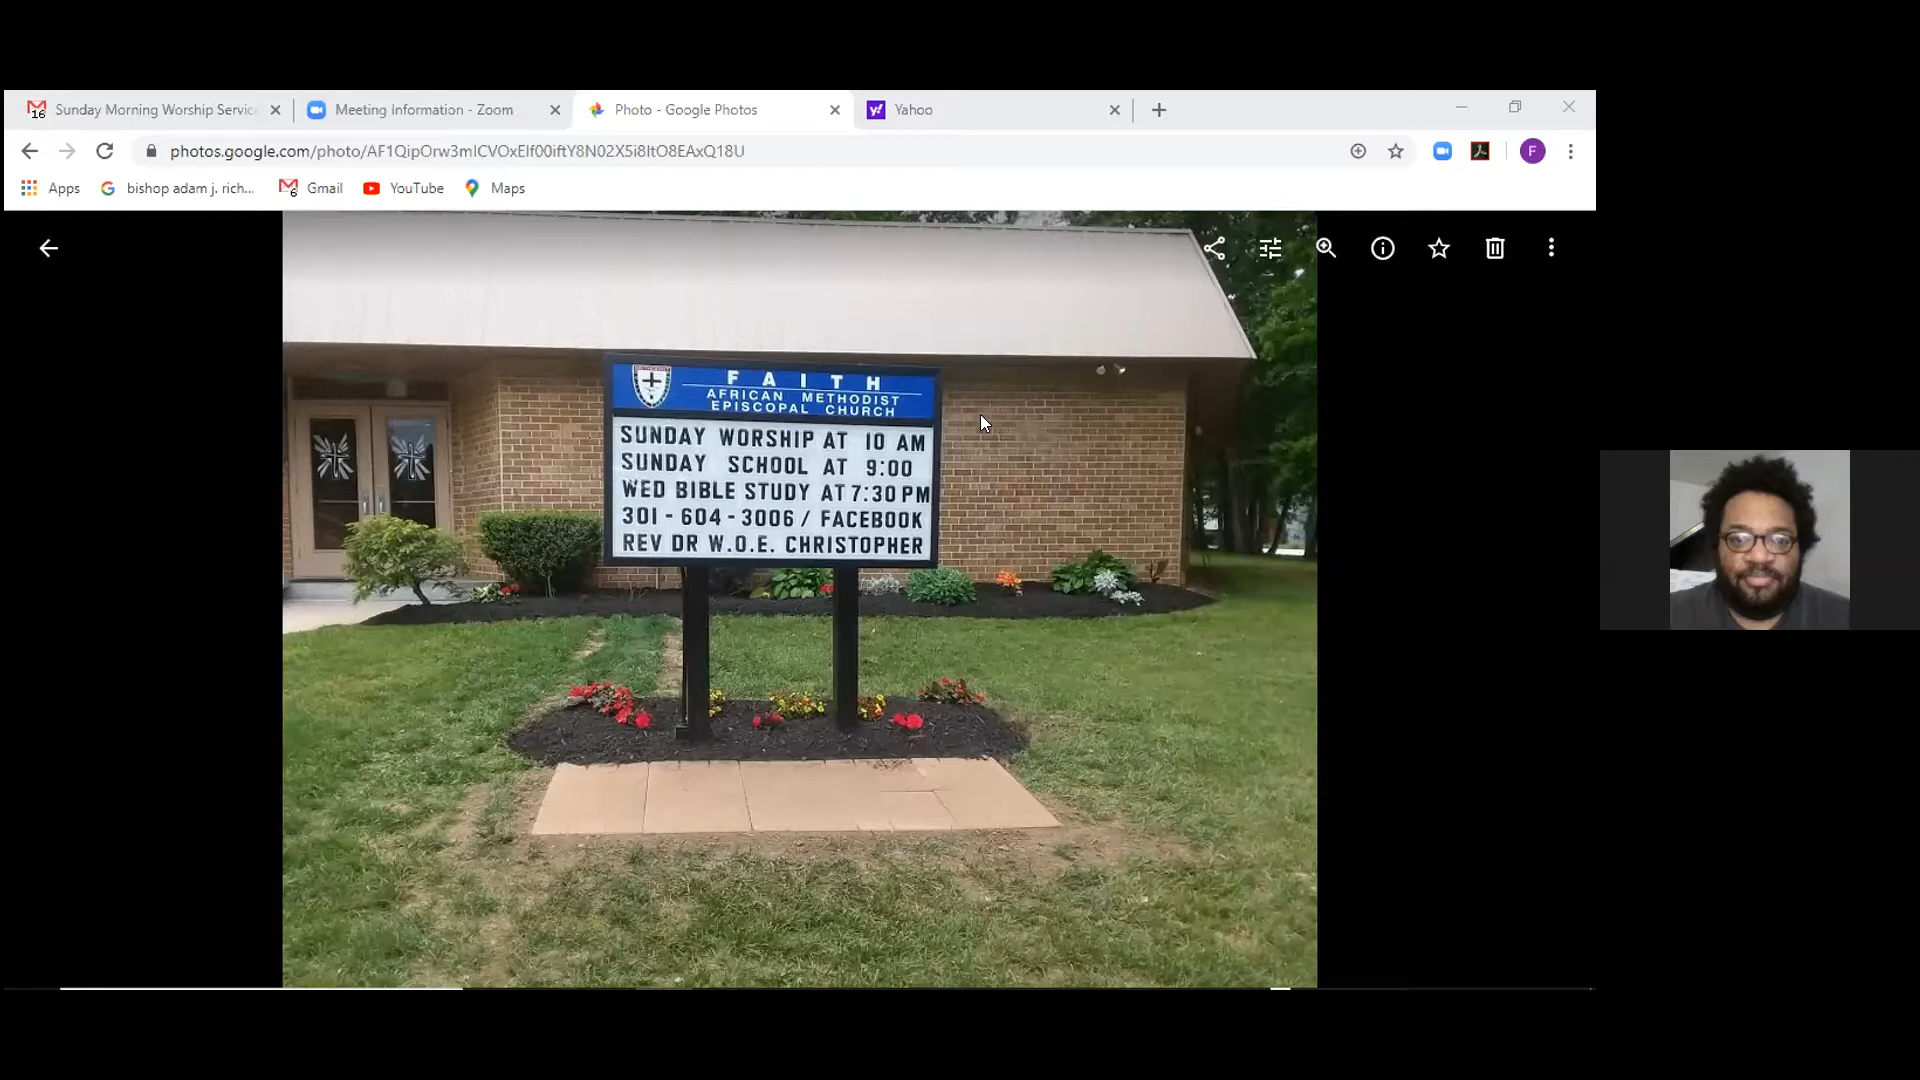 Sunday Morning Worship Servic
Meeting Information - Zoom
Photo - Google Photos
Yahoo
photos.google.com/photo/AF1QipOrw3mICVOxElf00iftY8N02X5i8ItO8EAxQ18U
F
Apps
bishop adam j. rich...
Gmail
YouTube
Maps
FAITH
AFRICAN METHODIST
EPISCOPAL CHURCH
SUNDAY WORSHIP AT 10 AM
SUNDAY SCHOOL AT 9:00
WED BIBLE STUDY AT 7:30 PM
301 - 604 - 3006 / FACEBOOK
REV DR W.O.E. CHRISTOPHER